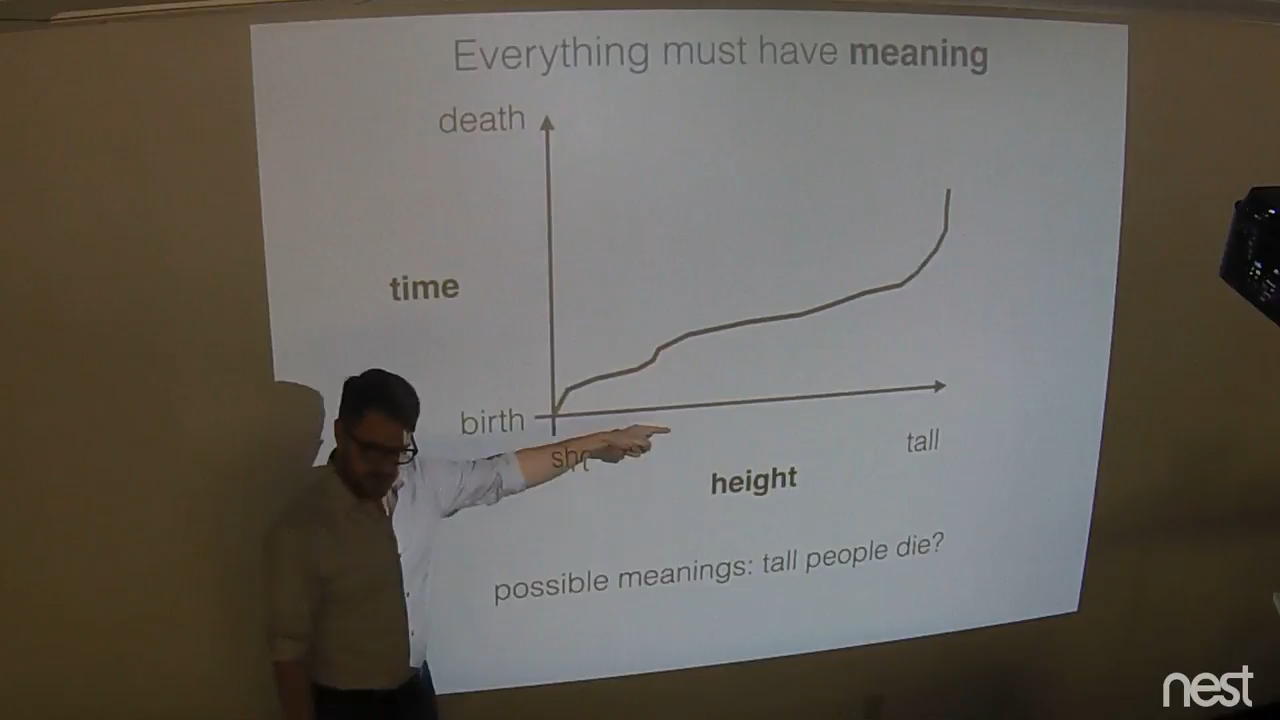 Everything must have meaning
death
time
birth
tall
height
possible meanings: tall people die?
nest